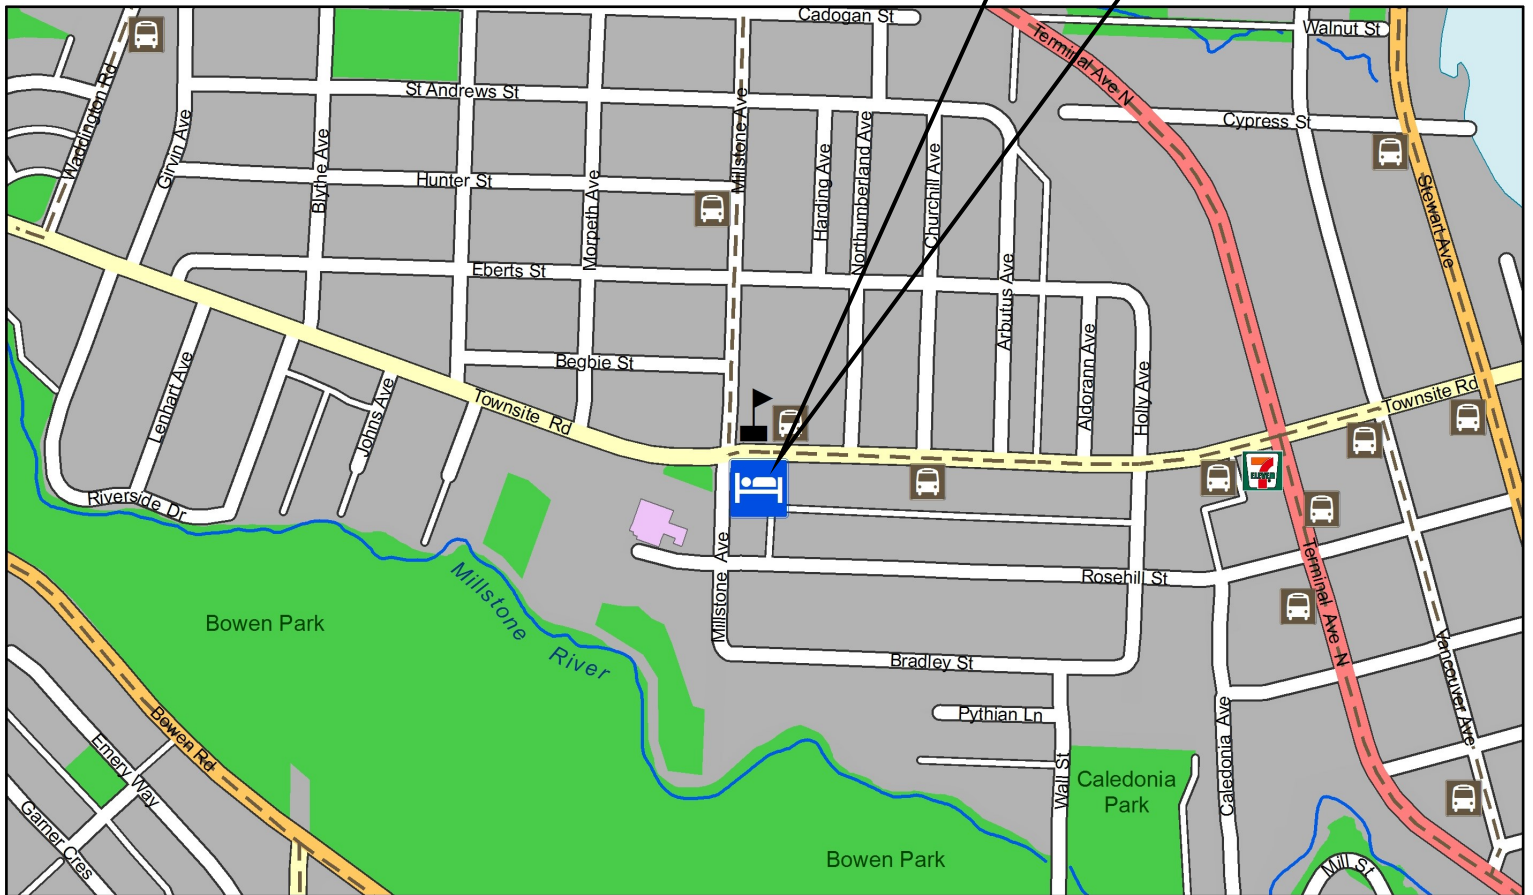 Cadogan St
Walnut St
Terminal Ave N
Waddington Rd
St Andrews St
Millstone Ave
Cypress St
Girvin Ave
Blythe Ave
Hunter St
Morpeth Ave
Harding Ave
Northumberland Ave
Churchill Ave
Stewart Ave
Eberts St
Arbutus Ave
Begbie St
Aldorann Ave
Holly Ave
Lenhart Ave
Johns Ave
Townsite Rd
Townsite Rd
ELEVEn
Riverside Dr
Millstone Ave
Rosehill St
Terminal Ave N
Millstone
River
Bowen Park
Bradley St
Vancouver Ave
Pythian Ln
Bowen Rd
Emery Way
Wall St
Caledonia
Park
Caledonia Ave
Garner Cres
Bowen Park
Mill St